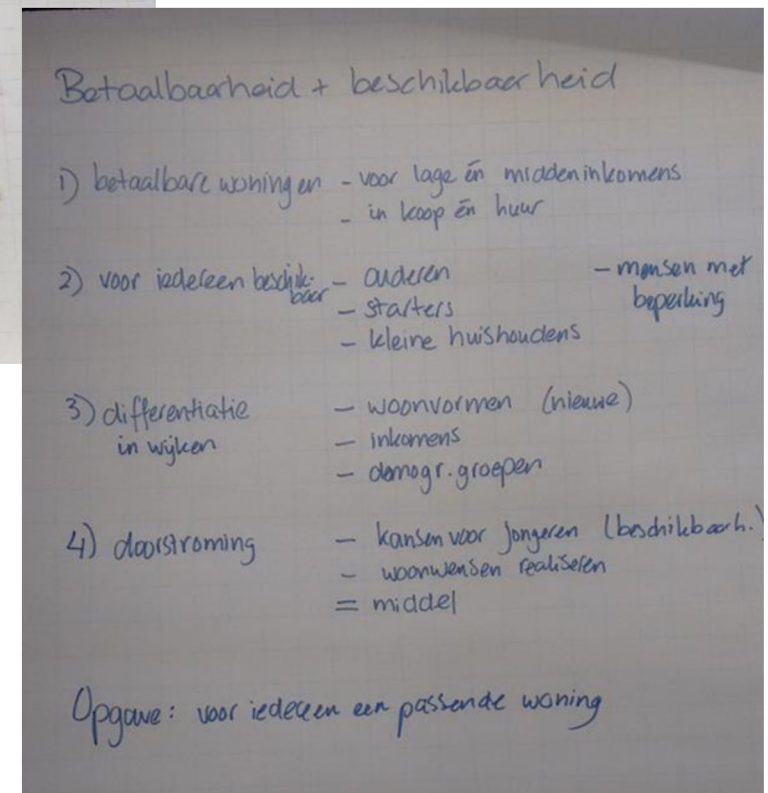 Betaalbaarheid + beschikbaarheid
1) betaalbare woningen - voor lage én middeninkomens
- in koop én huur
2) voor iedereen beschik- - ouderen - mensen met
baar - starters beperking
- kleine huishoudens
3) differentiatie - woonvormen (nieuwe)
in wijken - inkomens
- demogr. groepen
4) doorstroming - kansen voor jongeren (beschikbaarh.)
- woonwensen realiseren
= middel
Opgave: voor iedereen een passende woning